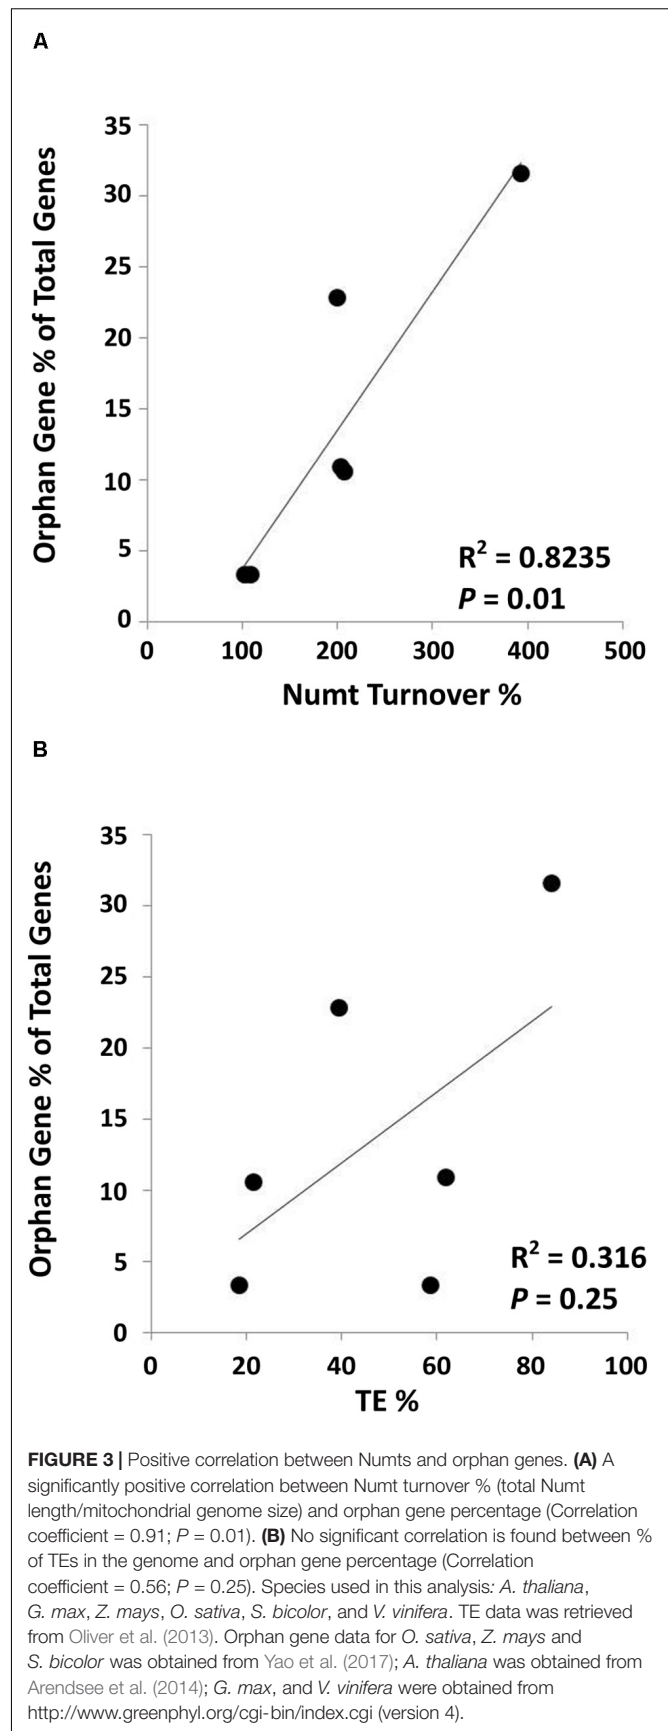 A
Orphan Gene % of Total Genes
35
30
25
20
15
10
5
0
R² = 0.8235
P = 0.01
0 100 200 300 400 500
Numt Turnover %
B
Orphan Gene % of Total Genes
35
30
25
20
15
10
5
0
R² = 0.316
P = 0.25
0 20 40 60 80 100
TE %
FIGURE 3 | Positive correlation between Numts and orphan genes. (A) A
significantly positive correlation between Numt turnover % (total Numt
length/mitochondrial genome size) and orphan gene percentage (Correlation
coefficient = 0.91; P = 0.01). (B) No significant correlation is found between %
of TEs in the genome and orphan gene percentage (Correlation
coefficient = 0.56; P = 0.25). Species used in this analysis: A. thaliana,
G. max, Z. mays, O. sativa, S. bicolor, and V. vinifera. TE data was retrieved
from Oliver et al. (2013). Orphan gene data for O. sativa, Z. mays and
S. bicolor was obtained from Yao et al. (2017); A. thaliana was obtained from
Arendsee et al. (2014); G. max, and V. vinifera were obtained from
http://www.greenphyl.org/cgi-bin/index.cgi (version 4).